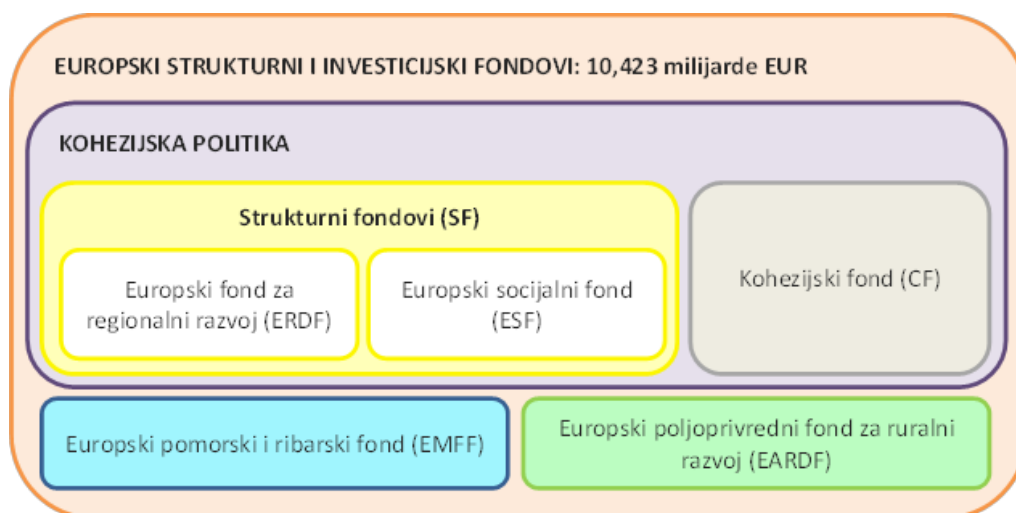 EUROPSKI STRUKTURNI I INVESTICIJSKI FONDOVI: 10,423 milijarde EUR
KOHEZIJSKA POLITIKA
Strukturni fondovi (SF)
Europski fond za
regionalni razvoj (ERDF)
Europski socijalni fond
(ESF)
Kohezijski fond (CF)
Europski pomorski i ribarski fond (EMFF)
Europski poljoprivredni fond za ruralni
razvoj (EARDF)